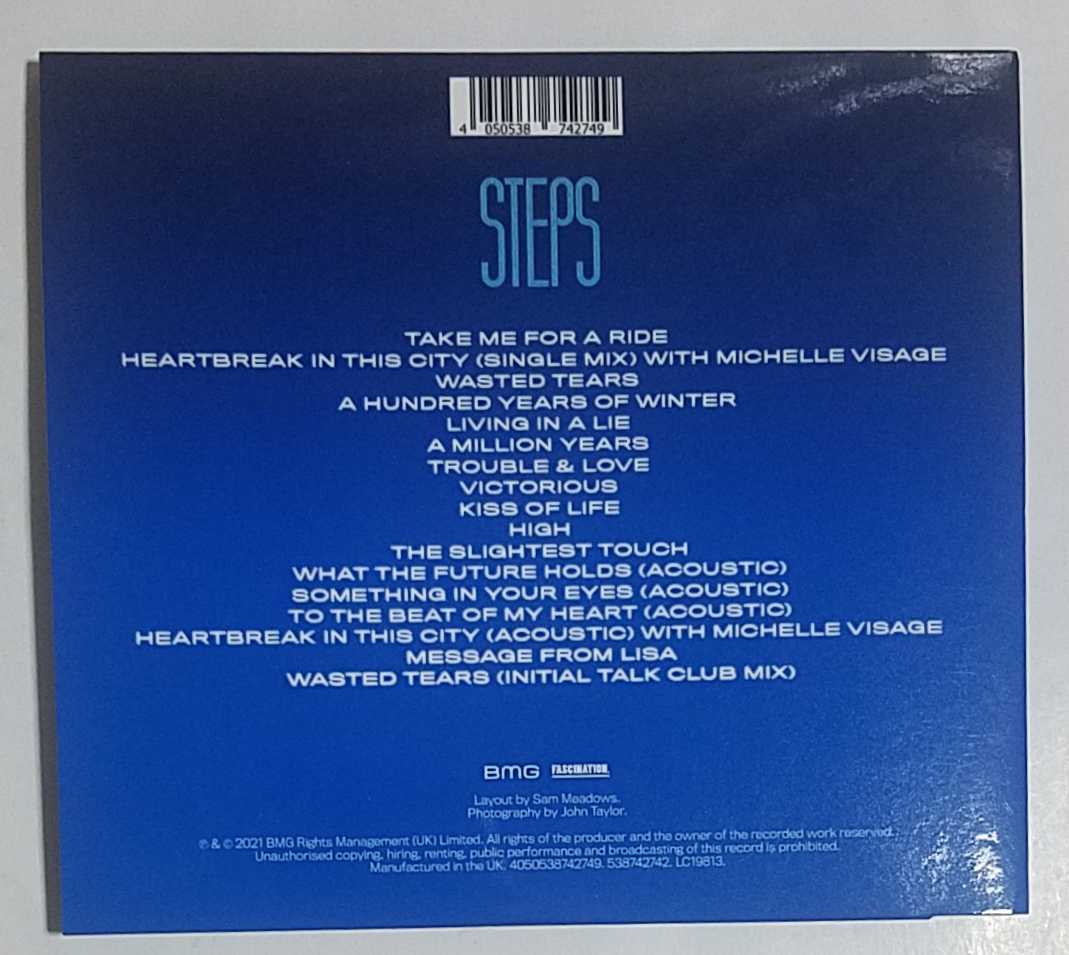 4 050538 742749
STEPS
TAKE ME FOR A RIDE
HEARTBREAK IN THIS CITY (SINGLE MIX) WITH MICHELLE VISAGE
WASTED TEARS
A HUNDRED YEARS OF WINTER
LIVING IN A LIE
A MILLION YEARS
TROUBLE & LOVE
VICTORIOUS
KISS OF LIFE
HIGH
THE SLIGHTEST TOUCH
WHAT THE FUTURE HOLDS (ACOUSTIC)
SOMETHING IN YOUR EYES (ACOUSTIC)
TO THE BEAT OF MY HEART (ACOUSTIC)
HEARTBREAK IN THIS CITY (ACOUSTIC) WITH MICHELLE VISAGE
MESSAGE FROM LISA
WASTED TEARS (INITIAL TALK CLUB MIX)
BMG FASCINATION
Layout by Sam Meadows.
Photography by John Taylor.
℗ & © 2021 BMG Rights Management (UK) Limited. All rights of the producer and the owner of the recorded work reserved.
Unauthorised copying, hiring, renting, public performance and broadcasting of this record is prohibited.
Manufactured in the UK. 4050538742749. 538742742. LC19813.